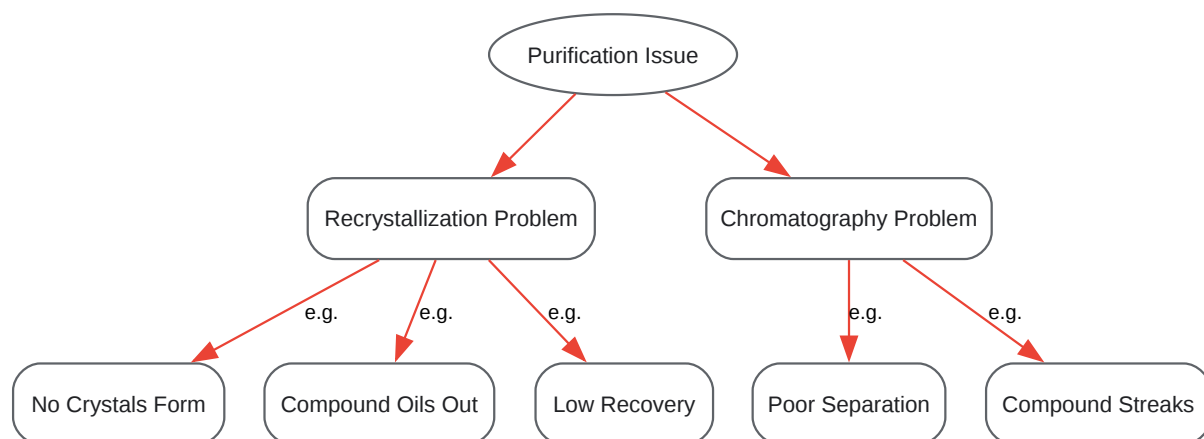 Purification Issue
Recrystallization Problem
Chromatography Problem
e.g.
e.g.
e.g.
e.g.
e.g.
No Crystals Form
Compound Oils Out
Low Recovery
Poor Separation
Compound Streaks